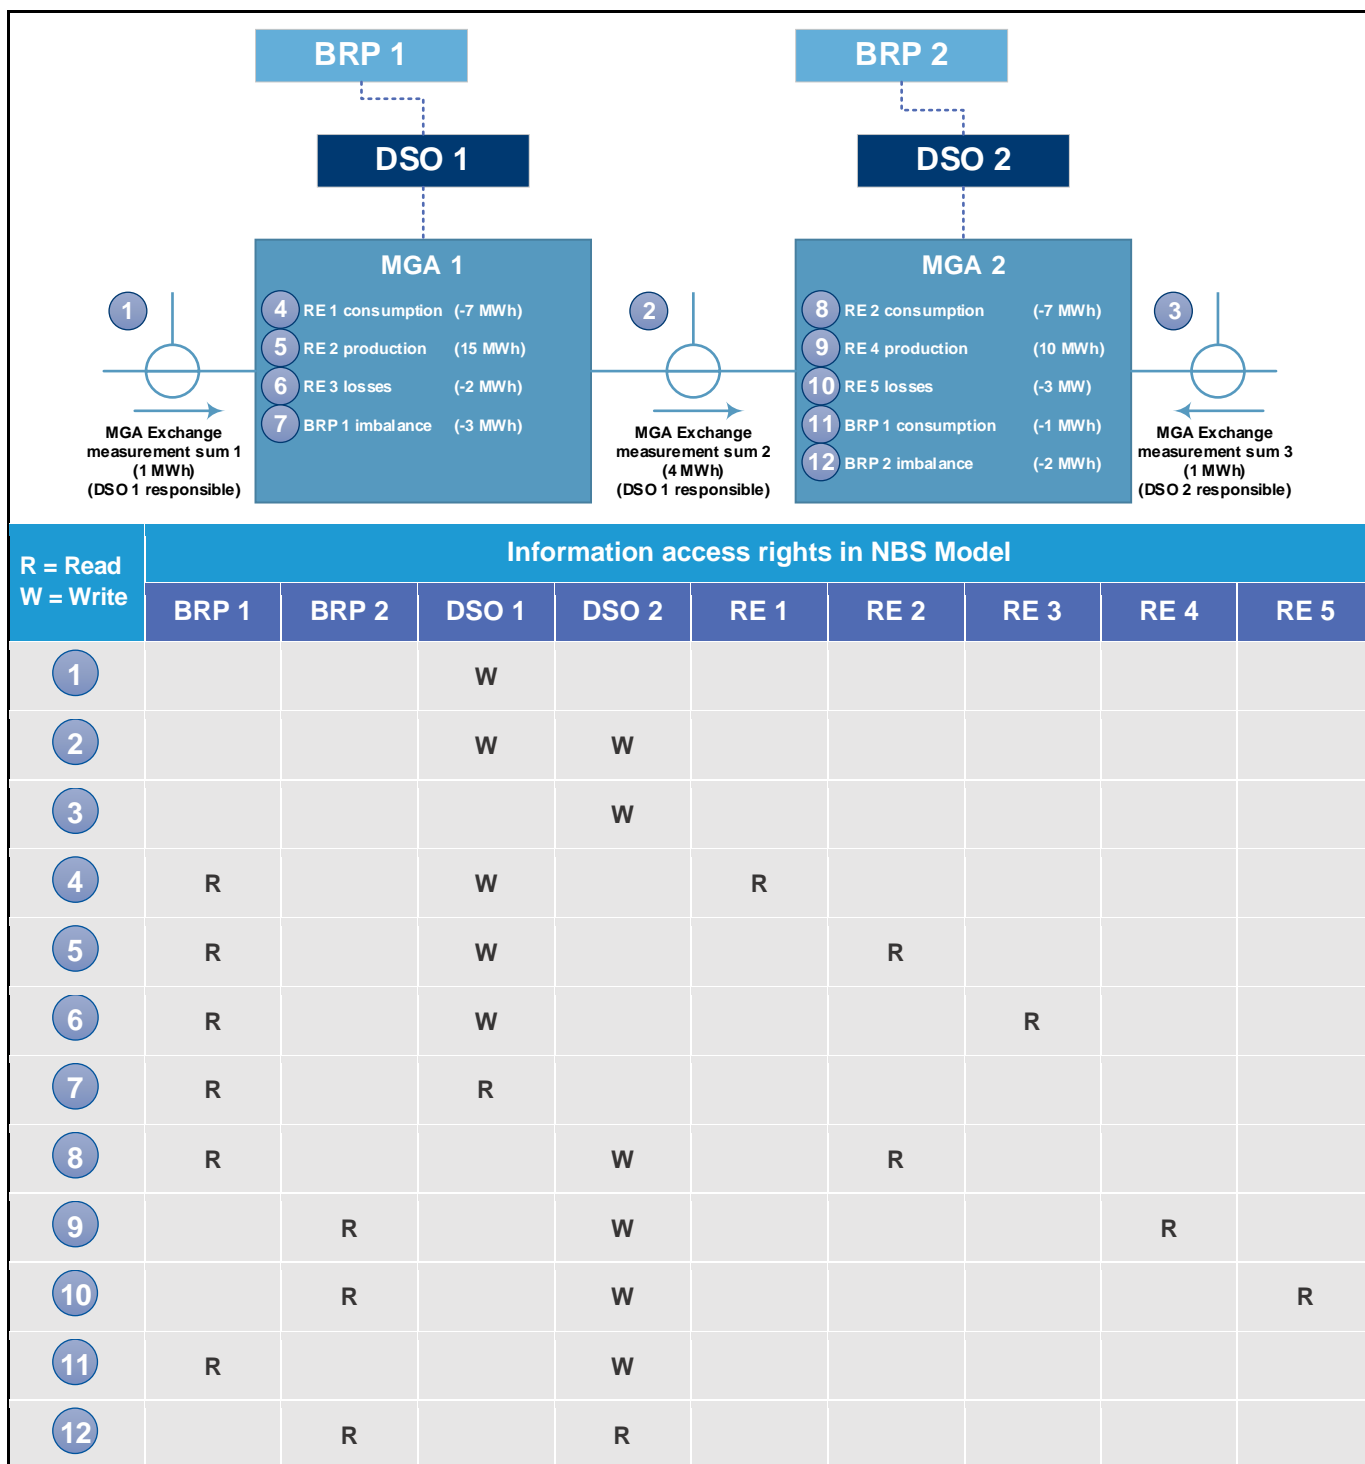 BRP 1
BRP 2
DSO 1
DSO 2
MGA 1
MGA 2
1
2
3
4 RE 1 consumption (-7 MWh)
5 RE 2 production (15 MWh)
6 RE 3 losses (-2 MWh)
7 BRP 1 imbalance (-3 MWh)
8 RE 2 consumption (-7 MWh)
9 RE 4 production (10 MWh)
10 RE 5 losses (-3 MW)
11 BRP 1 consumption (-1 MWh)
12 BRP 2 imbalance (-2 MWh)
MGA Exchange
measurement sum 1
(1 MWh)
(DSO 1 responsible)
MGA Exchange
measurement sum 2
(4 MWh)
(DSO 1 responsible)
MGA Exchange
measurement sum 3
(1 MWh)
(DSO 2 responsible)
R = Read
W = Write
Information access rights in NBS Model
BRP 1 BRP 2 DSO 1 DSO 2 RE 1 RE 2 RE 3 RE 4 RE 5
1 W
2 W W
3 W
4 R W R
5 R W R
6 R W R
7 R R
8 R W R
9 R W R
10 R W R
11 R W
12 R R